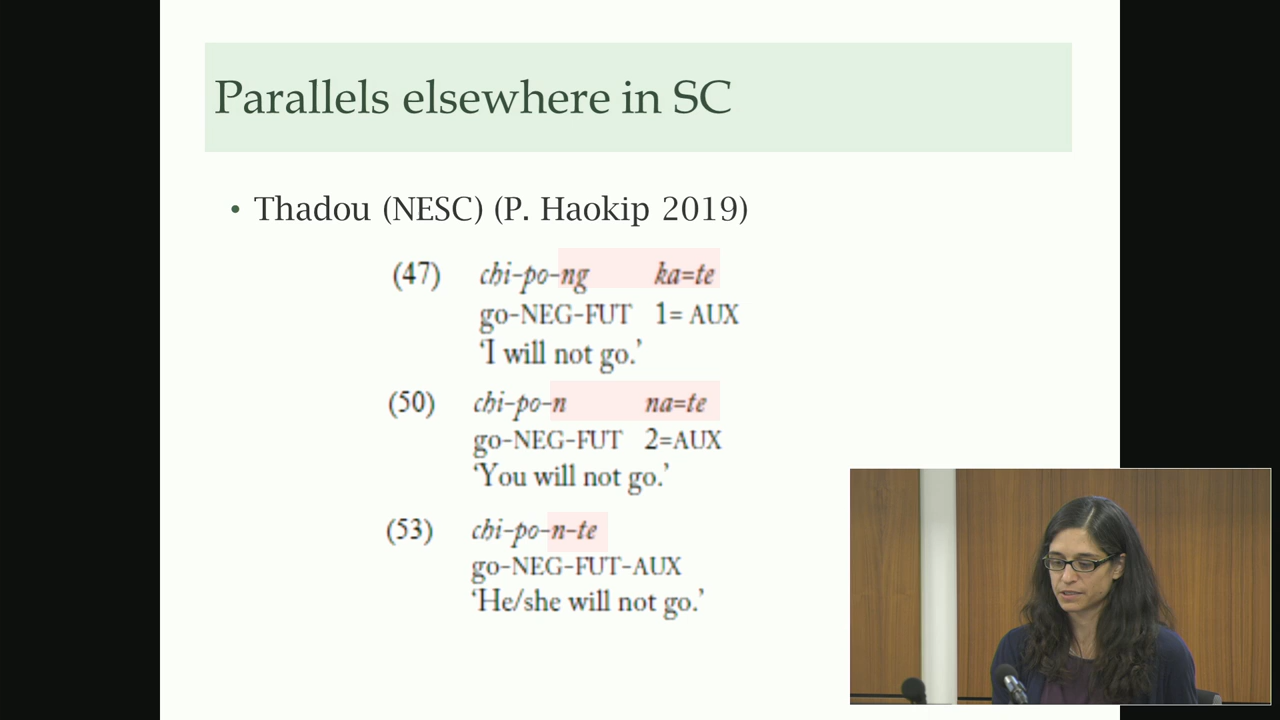 Parallels elsewhere in SC
• Thadou (NESC) (P. Haokip 2019)
(47) chi-po-ng ka=te
go-NEG-FUT 1= AUX
‘I will not go.’
(50) chi-po-n na=te
go-NEG-FUT 2=AUX
‘You will not go.’
(53) chi-po-n-te
go-NEG-FUT-AUX
‘He/she will not go.’